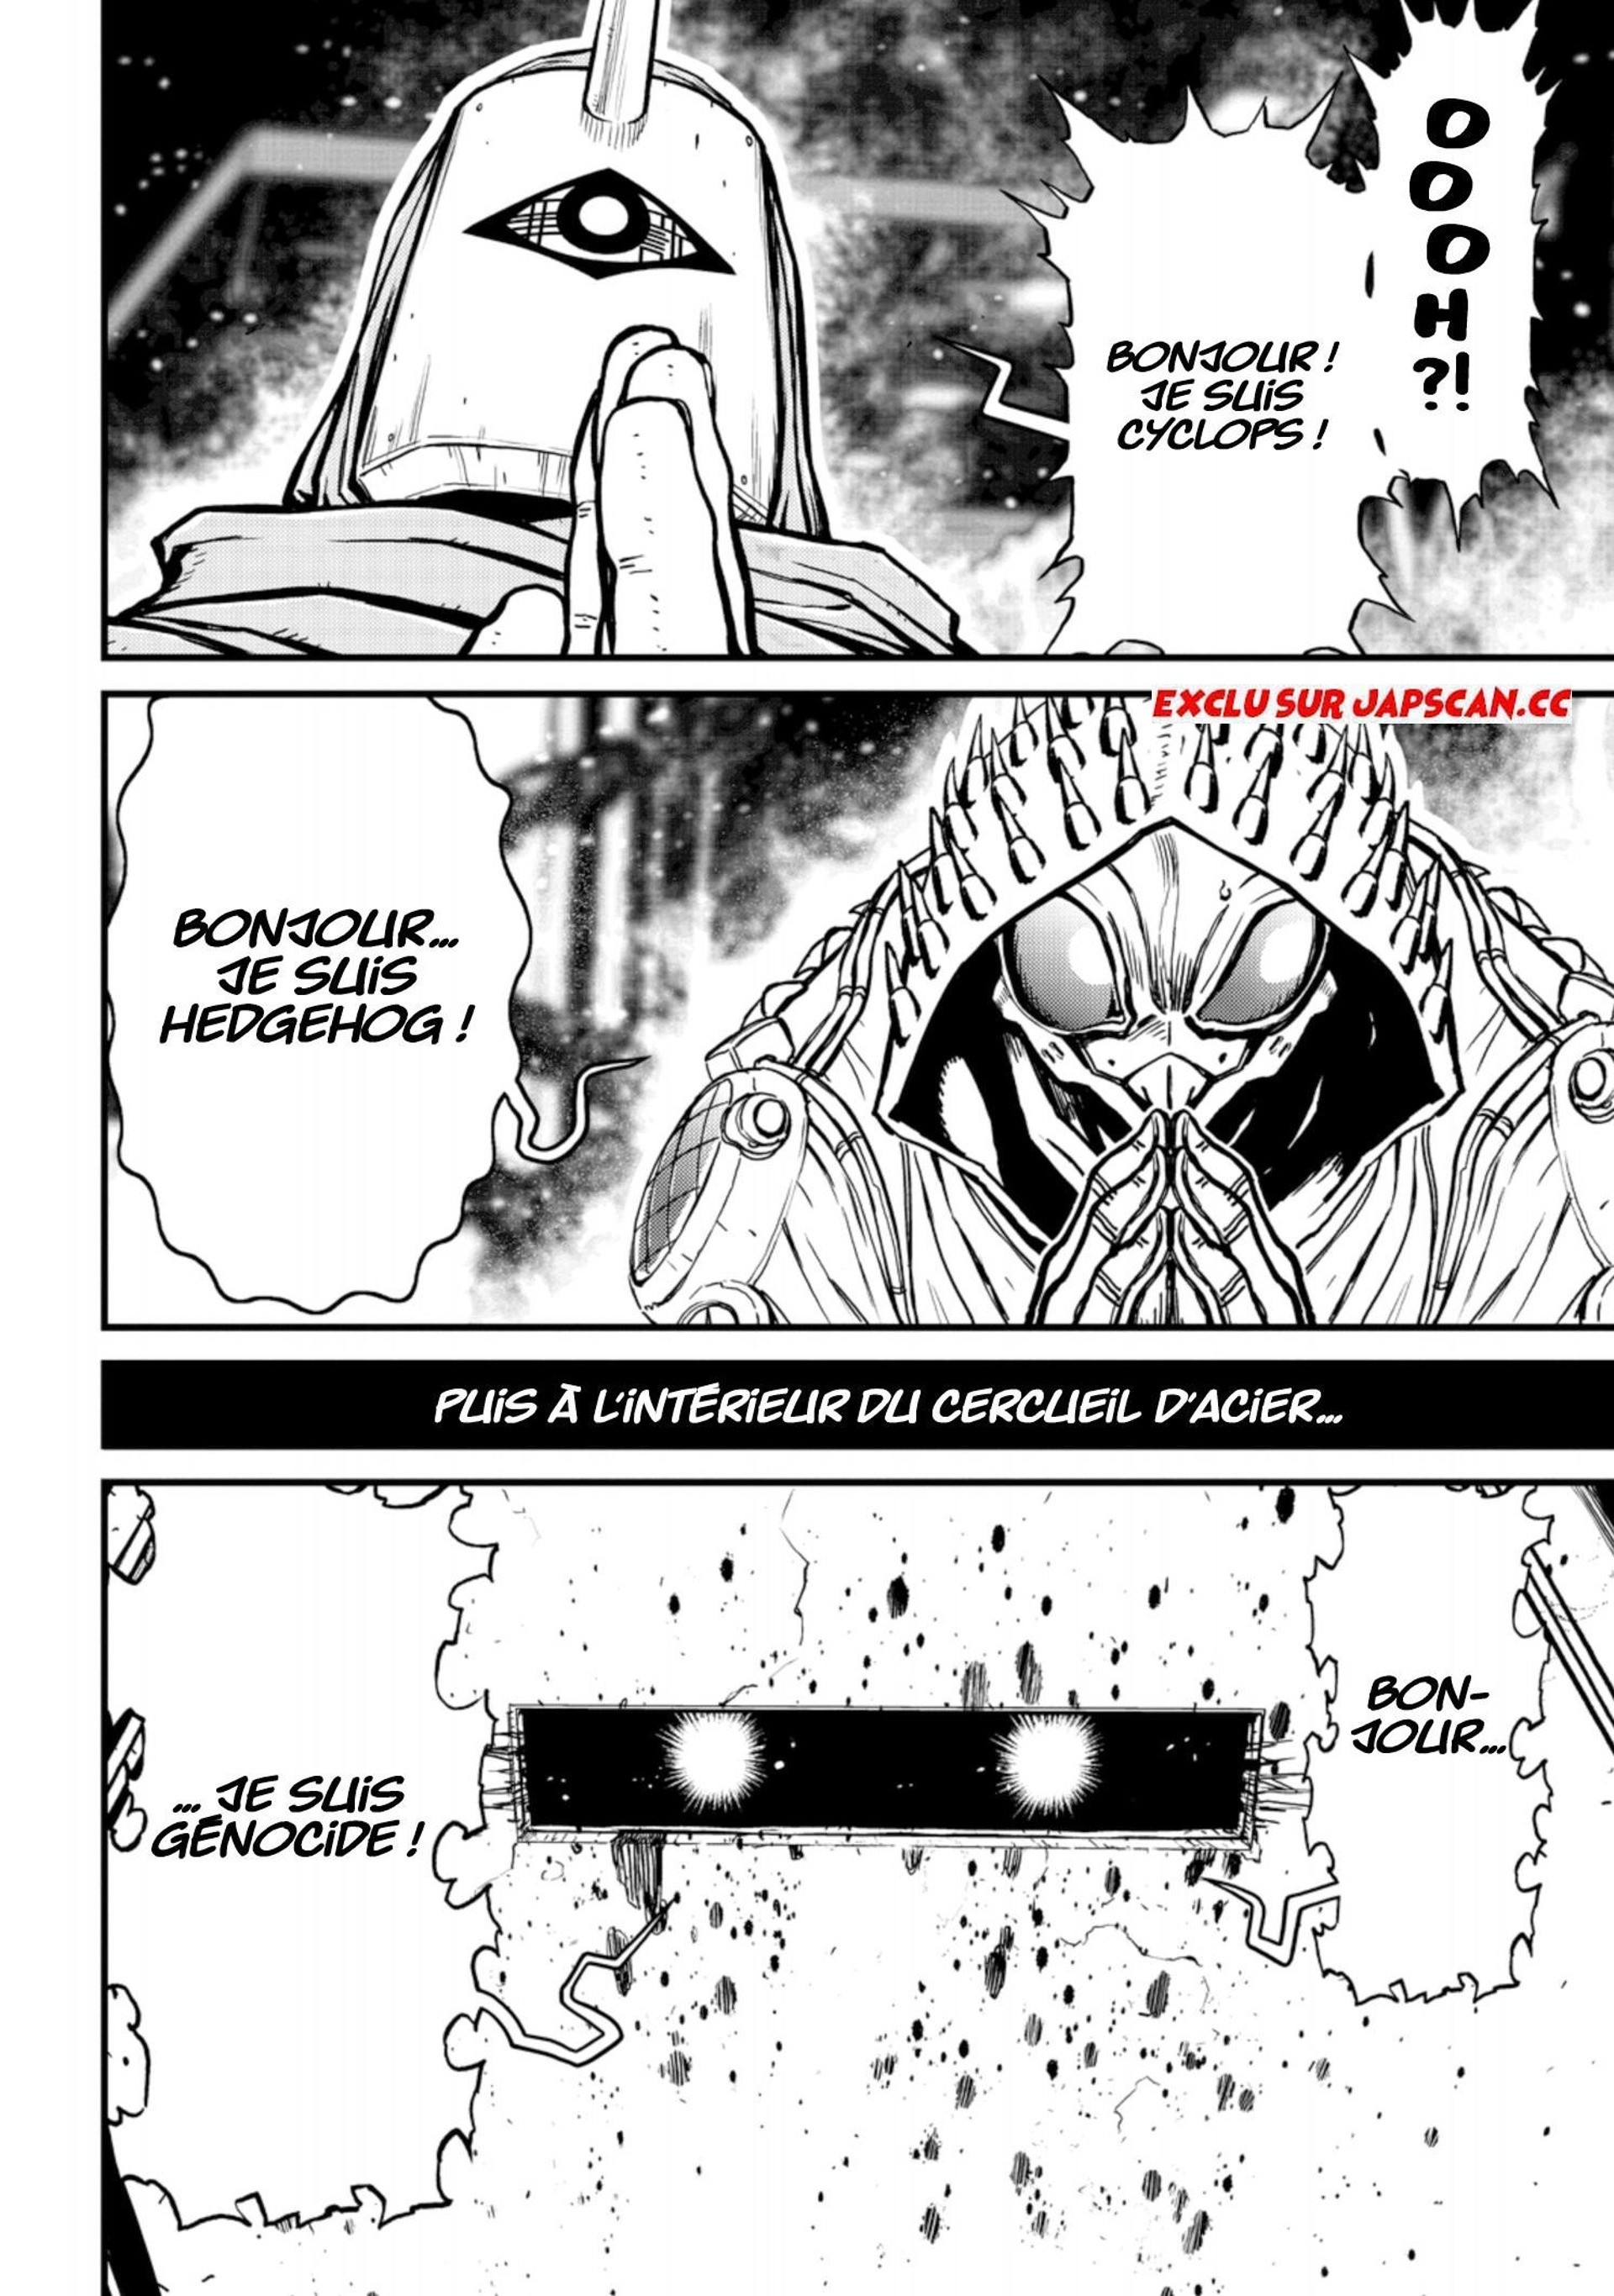 O
O
O
H
?!
BONJOUR !
JE SUIS
CYCLOPS !
EXCLU SUR JAPSCAN.CC
BONJOUR...
JE SUIS
HEDGEHOG !
PUIS À L'INTÉRIEUR DU CERCUEIL D'ACIER...
BON-
JOUR...
... JE SUIS
GÉNOCIDE !